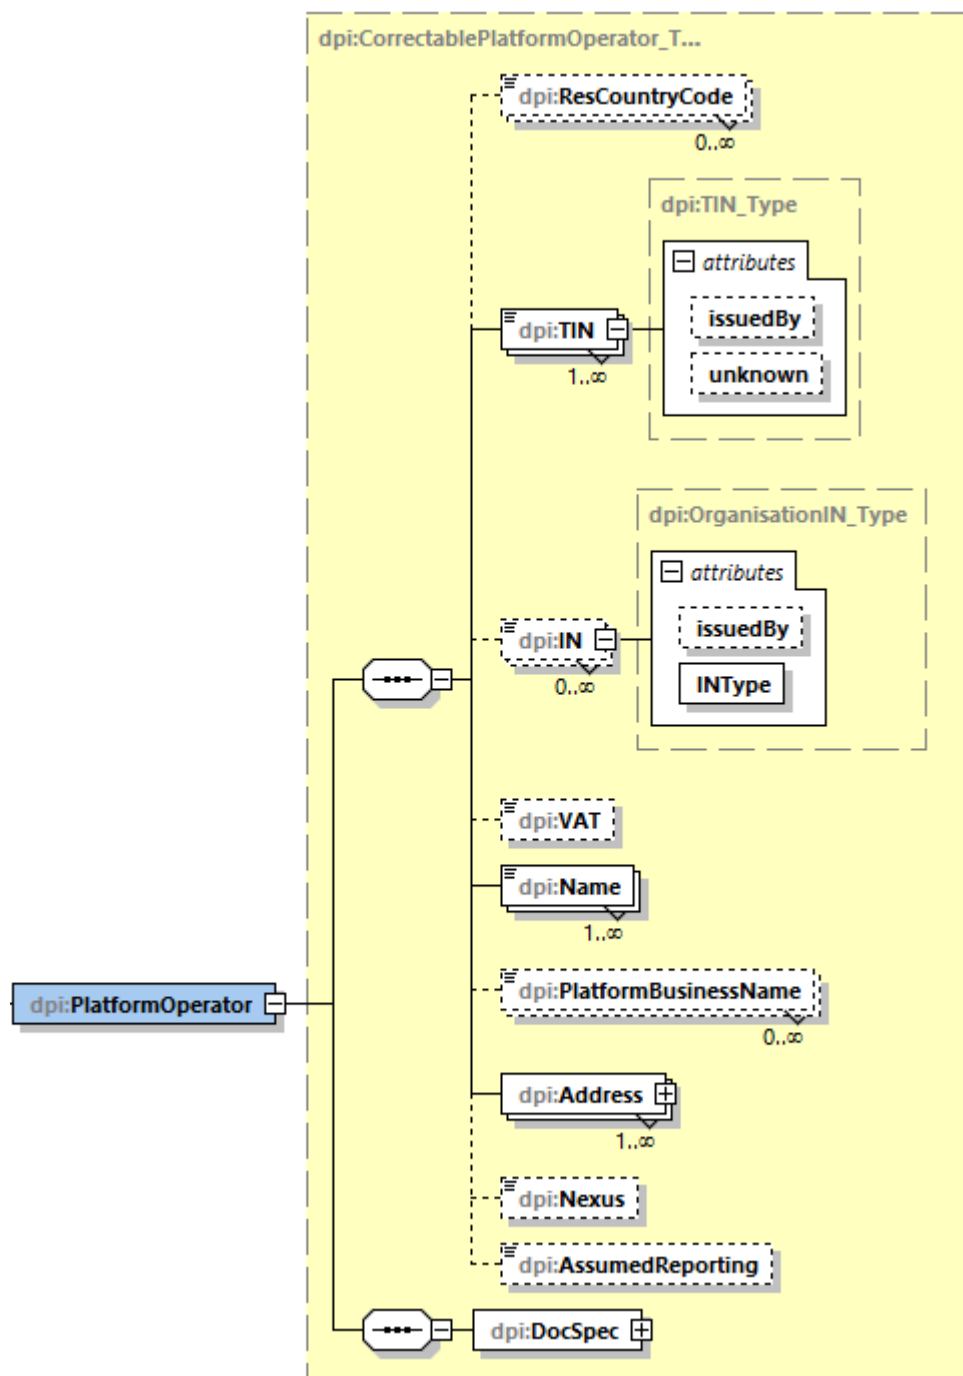 dpi:CorrectablePlatformOperator_T...
dpi:ResCountryCode
0..∞
dpi:TIN_Type
attributes
issuedBy
unknown
dpi:TIN
1..∞
dpi:OrganisationIN_Type
attributes
issuedBy
INType
dpi:IN
0..∞
dpi:VAT
dpi:Name
1..∞
dpi:PlatformBusinessName
0..∞
dpi:PlatformOperator
dpi:Address
1..∞
dpi:Nexus
dpi:AssumedReporting
dpi:DocSpec